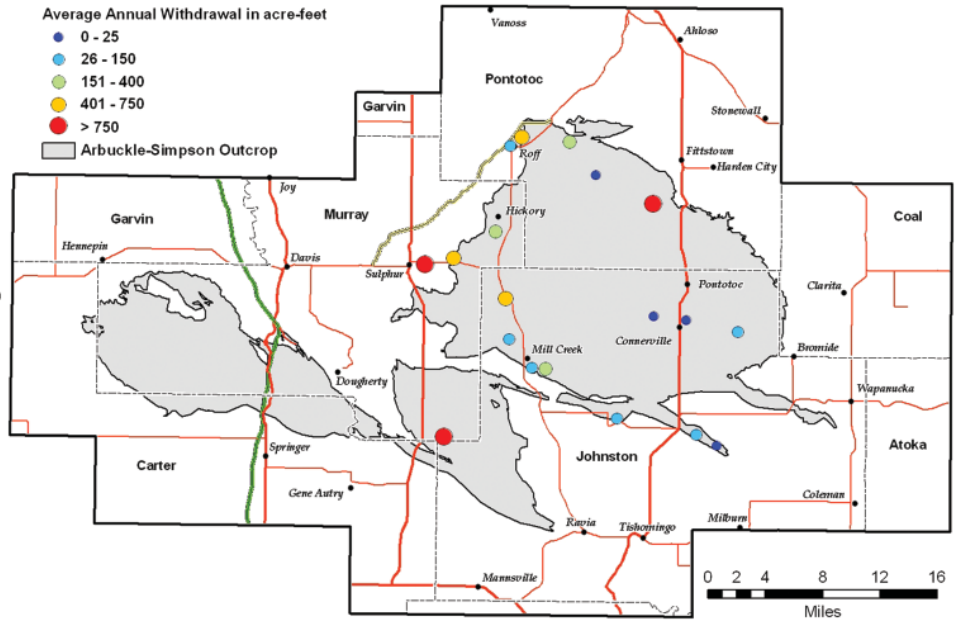 Average Annual Withdrawal in acre-feet
0 - 25
26 - 150
151 - 400
401 - 750
> 750
Arbuckle-Simpson Outcrop
Vanoss
Ahloso
Pontotoc
Garvin
Stonewall
Roff
Fittstown
Harden City
Joy
Garvin
Murray
Hickory
Coal
Hennepin
Davis
Sulphur
Pontotoc
Clarita
Connerville
Mill Creek
Bromide
Dougherty
Wapanucka
Springer
Carter
Johnston
Atoka
Gene Autry
Coleman
Ravia
Tishomingo
Milburn
Mannsville
0 2 4 8 12 16
Miles